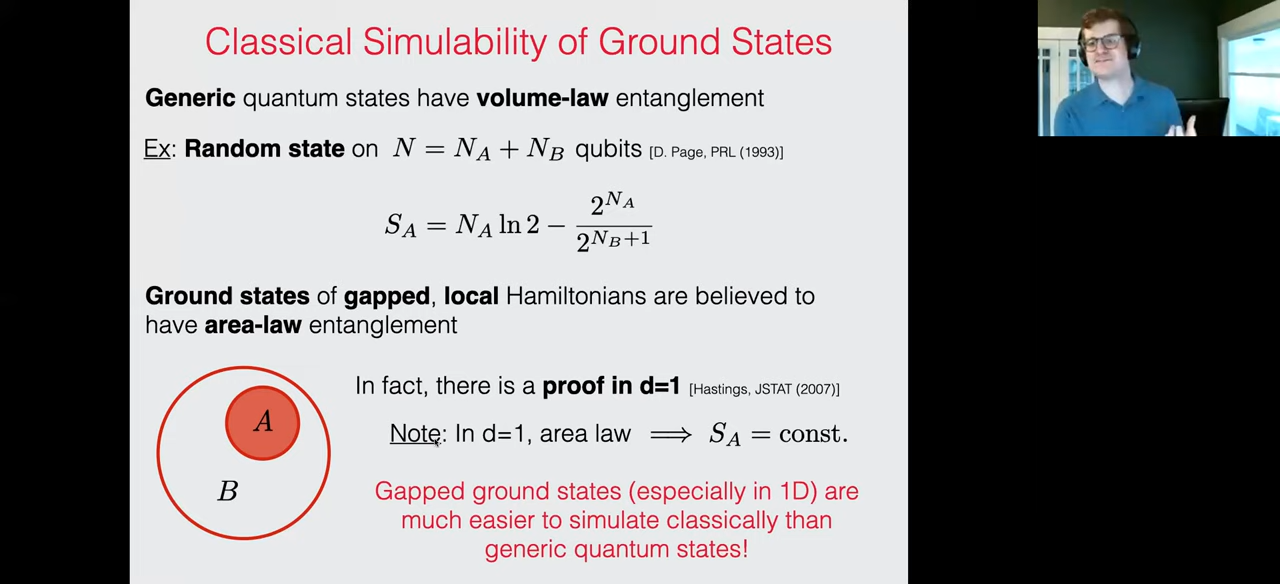 Classical Simulability of Ground States
Generic quantum states have volume-law entanglement
Ex: Random state on N = N_A + N_B qubits [D. Page, PRL (1993)]
S_A = N_A ln 2 − 2^{N_A} / 2^{N_B+1}
Ground states of gapped, local Hamiltonians are believed to
have area-law entanglement
In fact, there is a proof in d=1 [Hastings, JSTAT (2007)]
A
Note: In d=1, area law ⟹ S_A = const.
B
Gapped ground states (especially in 1D) are
much easier to simulate classically than
generic quantum states!